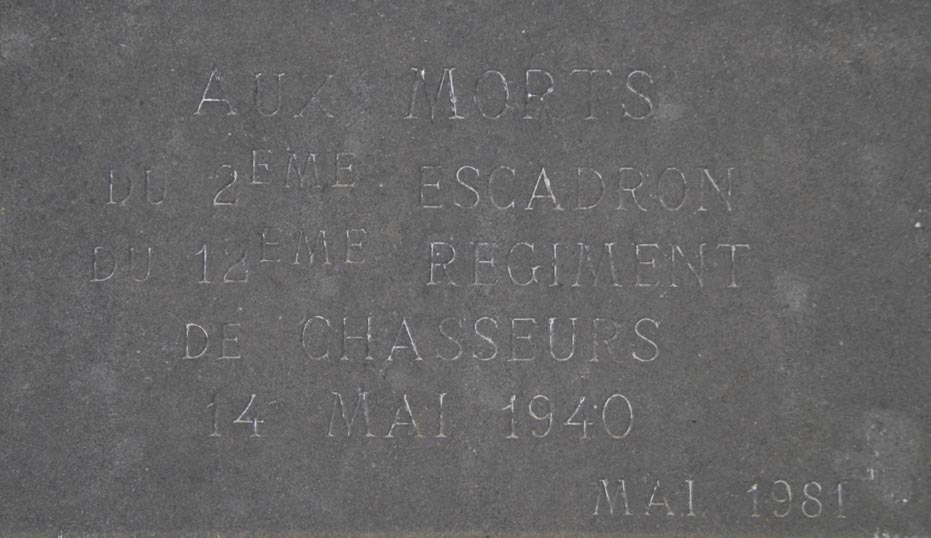 AUX MORTS
DU 2EME ESCADRON
DU 12EME REGIMENT
DE CHASSEURS
14 MAI 1940
MAI 1981